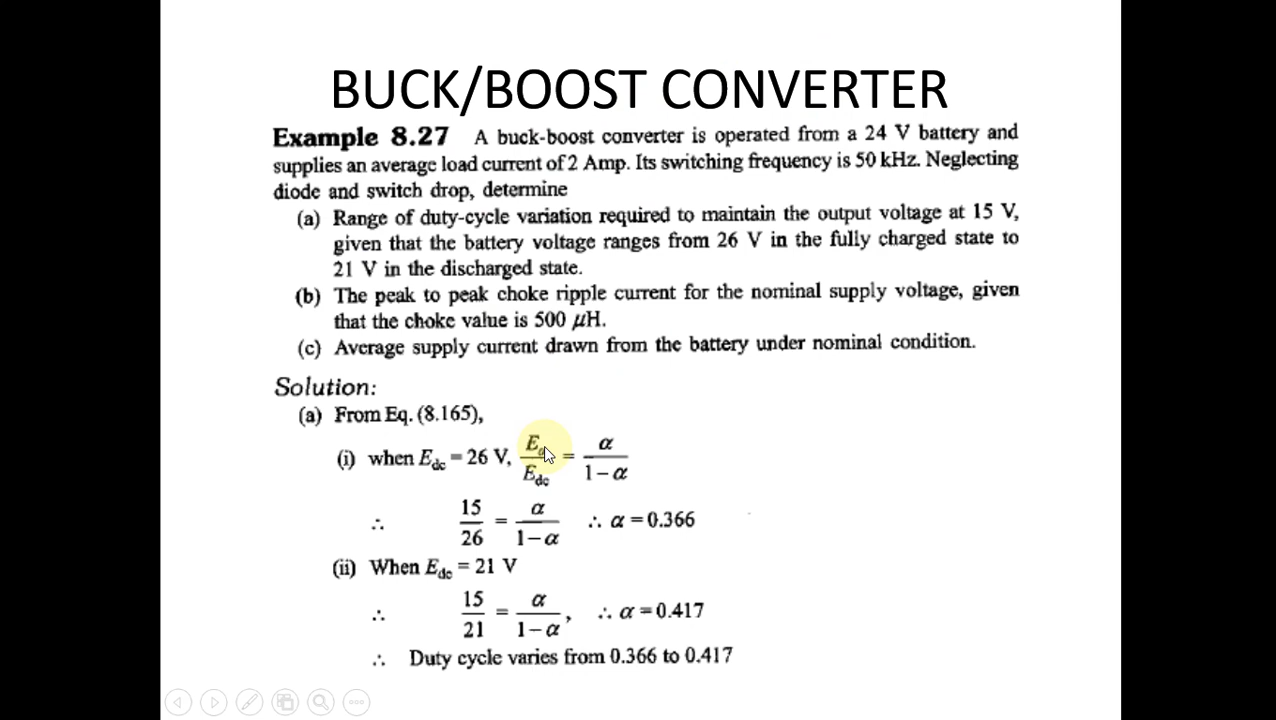 BUCK/BOOST CONVERTER
Example 8.27 A buck-boost converter is operated from a 24 V battery and
supplies an average load current of 2 Amp. Its switching frequency is 50 kHz. Neglecting
diode and switch drop, determine
(a) Range of duty-cycle variation required to maintain the output voltage at 15 V,
given that the battery voltage ranges from 26 V in the fully charged state to
21 V in the discharged state.
(b) The peak to peak choke ripple current for the nominal supply voltage, given
that the choke value is 500 μH.
(c) Average supply current drawn from the battery under nominal condition.
Solution:
(a) From Eq. (8.165),
(i) when E_dc = 26 V, E_o/E_dc = α/(1-α)
∴ 15/26 = α/(1-α) ∴ α = 0.366
(ii) When E_dc = 21 V
∴ 15/21 = α/(1-α), ∴ α = 0.417
∴ Duty cycle varies from 0.366 to 0.417